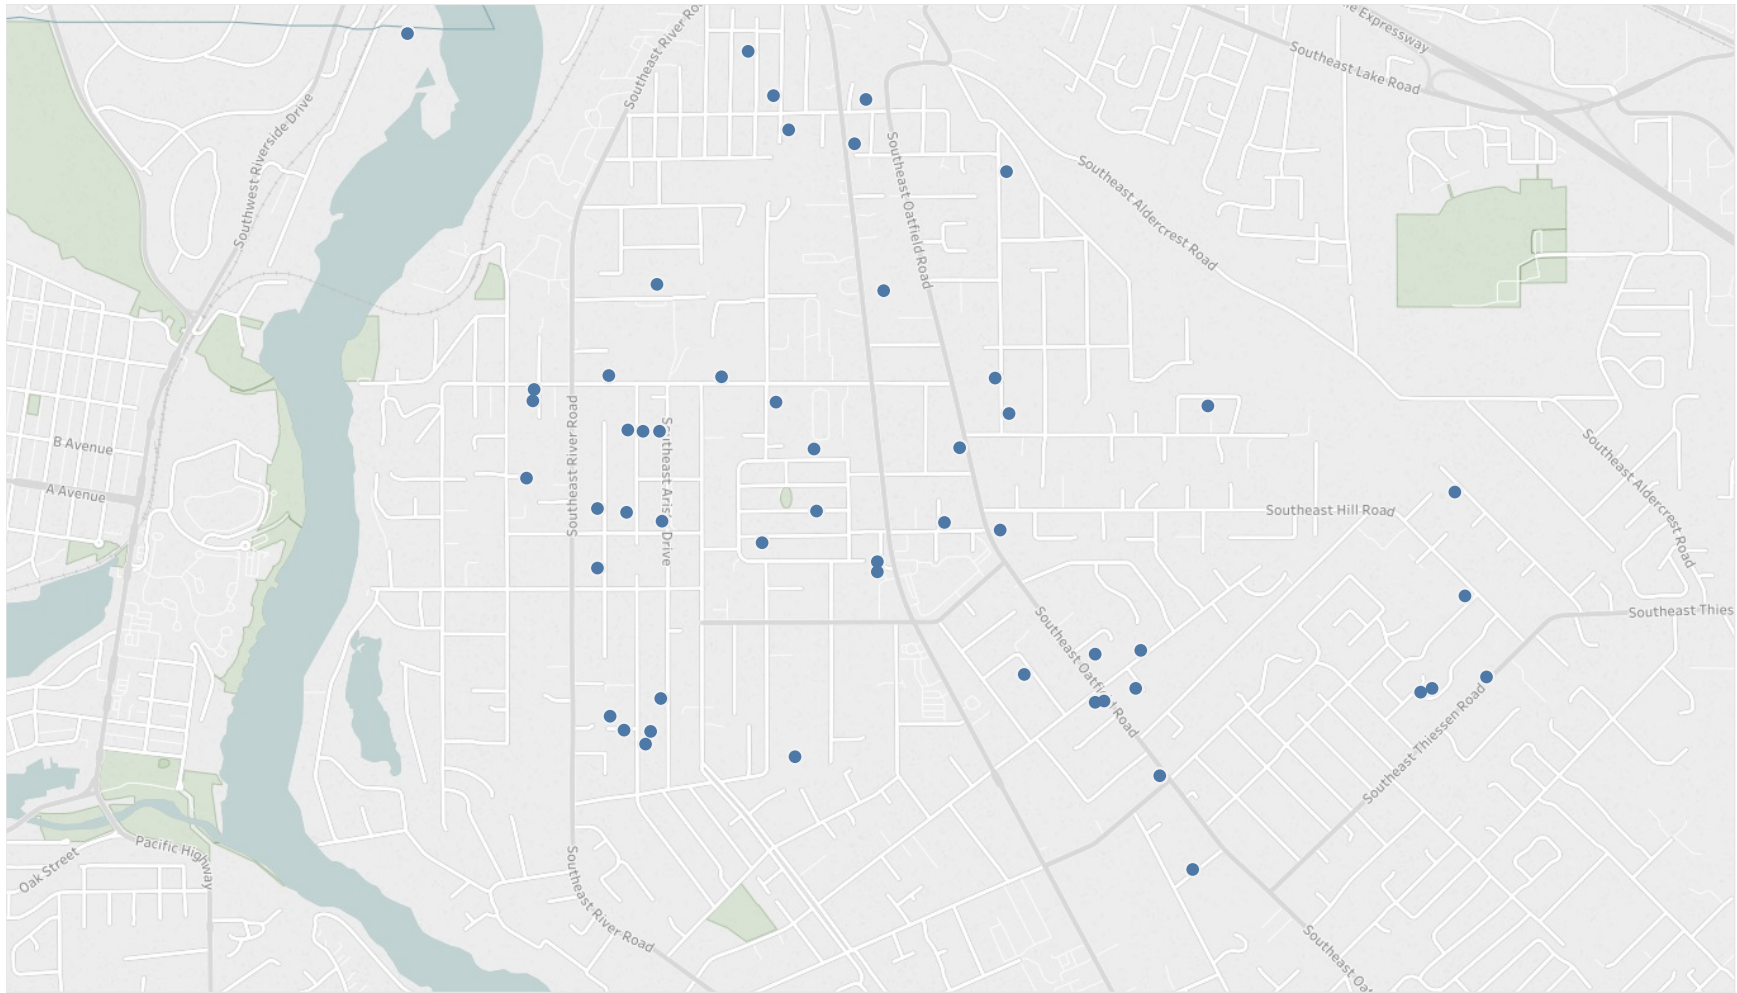 Southeast River Ro
e Expressway
Southeast Lake Road
Southwest Riverside Drive
Southeast Oatfield Road
Southeast Aldercrest Road
B Avenue
A Avenue
Southeast River Road
Southeast Drive
Southeast Hill Road
Southeast Aldercrest Road
Southeast Thies
Southeast Oatfield Road
Southeast Thiessen Road
Pacific Highway
Oak Street
Southeast River Road
Southeast Oa